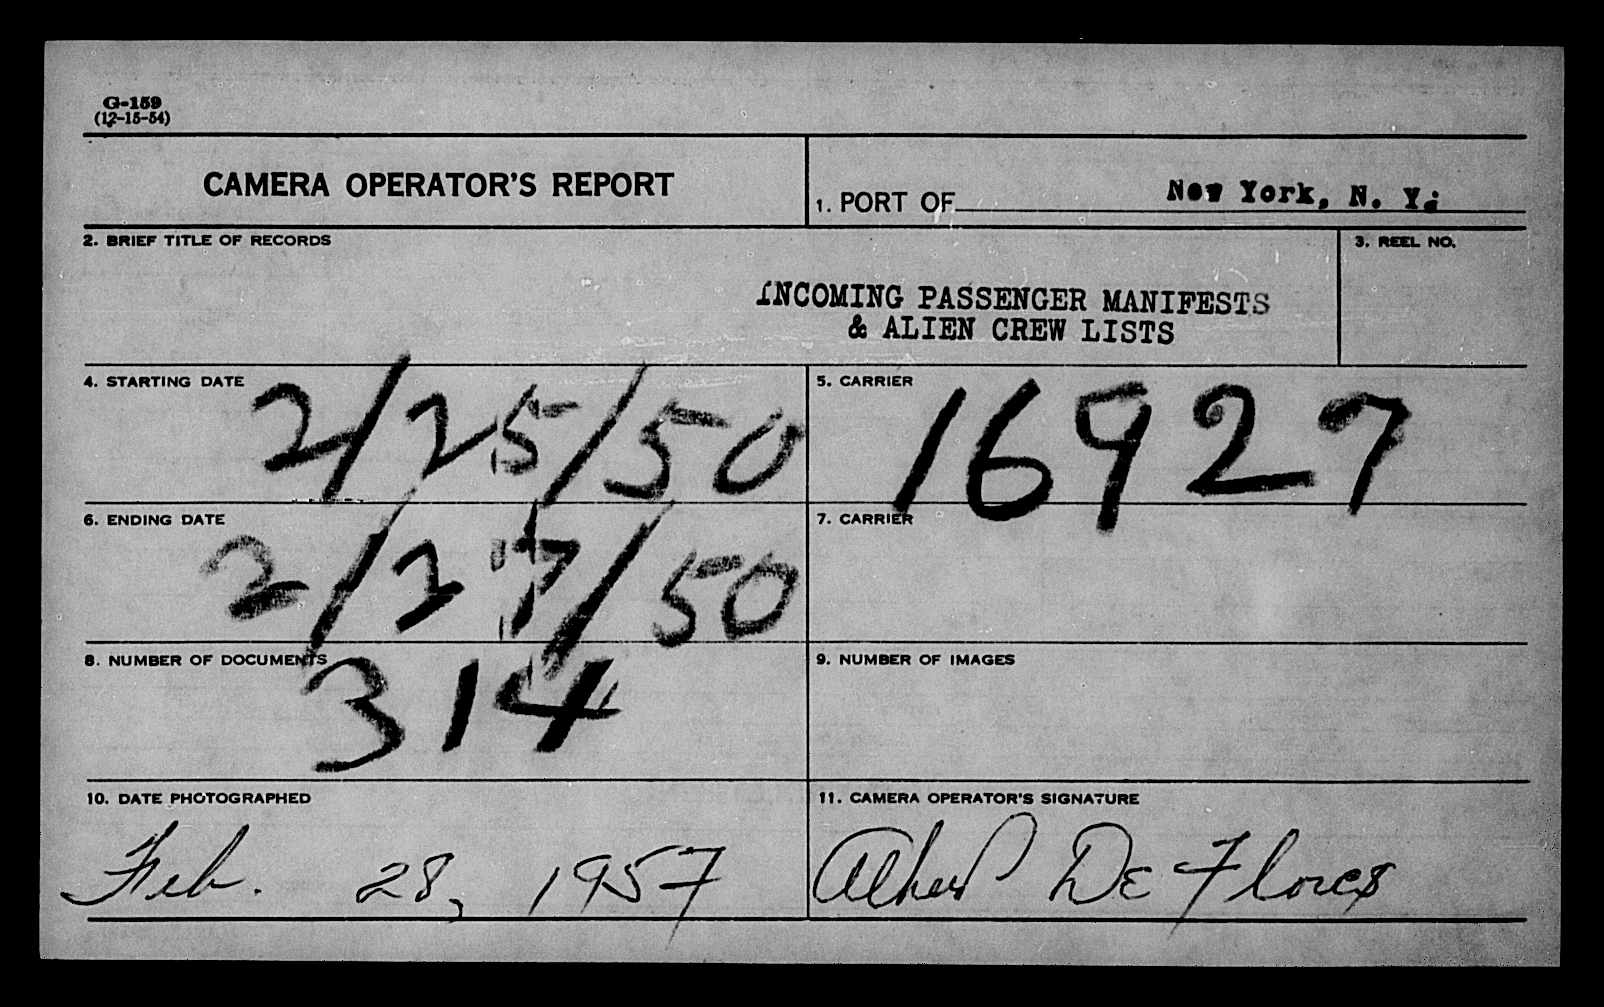 G-159
(12-15-54)
CAMERA OPERATOR'S REPORT
1. PORT OF New York, N. Y.
2. BRIEF TITLE OF RECORDS
3. REEL NO.
INCOMING PASSENGER MANIFESTS
& ALIEN CREW LISTS
4. STARTING DATE 2/25/50
5. CARRIER 16927
6. ENDING DATE 2/27/50
7. CARRIER
8. NUMBER OF DOCUMENTS 314
9. NUMBER OF IMAGES
10. DATE PHOTOGRAPHED
Feb. 28, 1957
11. CAMERA OPERATOR'S SIGNATURE
Albert De Flores